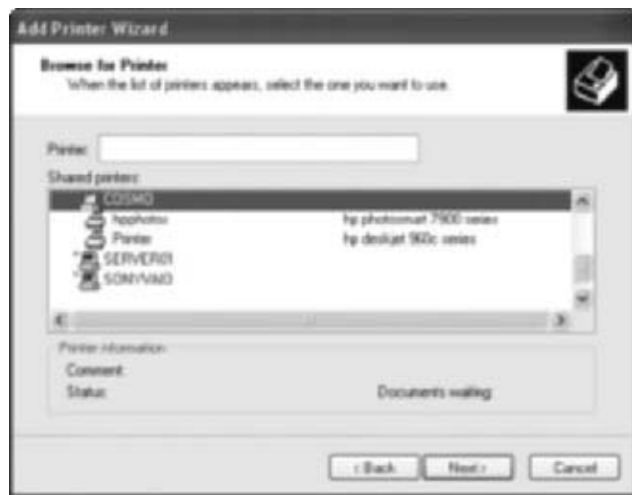 Add Printer Wizard
Browse for Printer
When the list of printers appears, select the one you want to use.
Printer:
Shared printers:
COSMO
hpphotos hp photosmart 7900 series
Printer hp deskjet 960c series
SERVER01
SONYVAIO
Printer information
Comment:
Status: Documents waiting:
< Back Next > Cancel